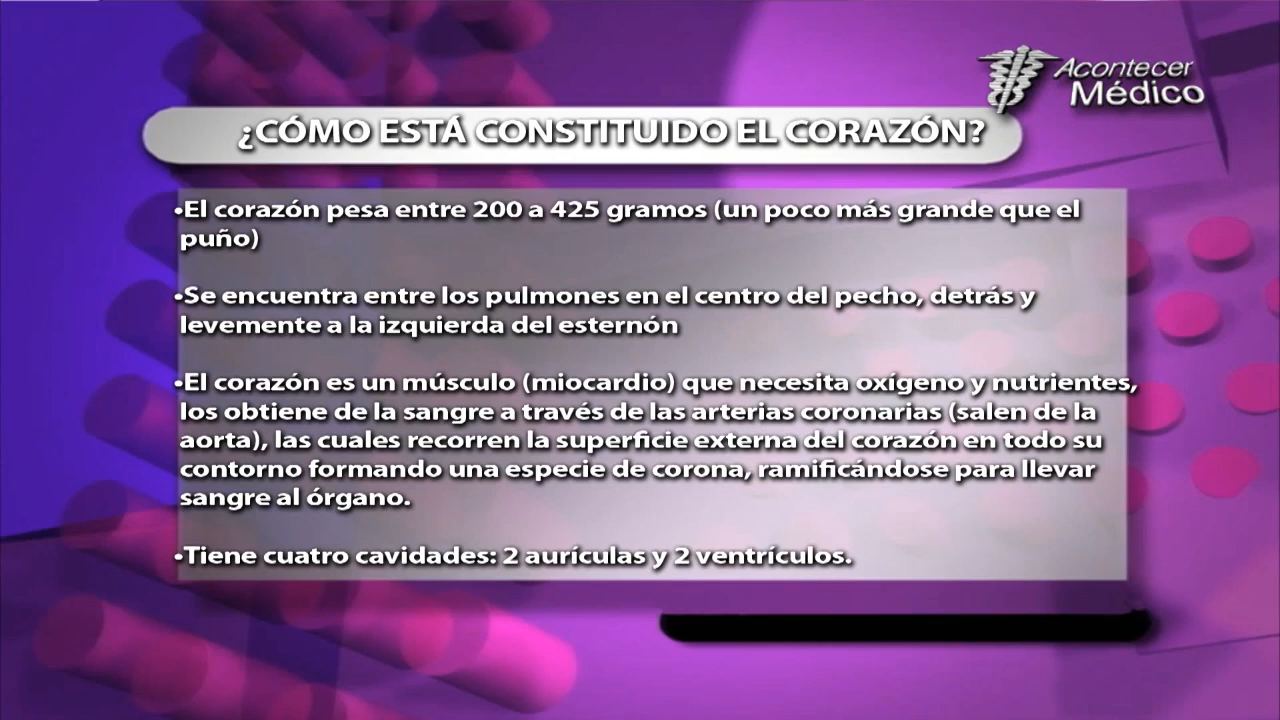 Acontecer
Médico
¿CÓMO ESTÁ CONSTITUIDO EL CORAZÓN?
•El corazón pesa entre 200 a 425 gramos (un poco más grande que el
puño)
•Se encuentra entre los pulmones en el centro del pecho, detrás y
levemente a la izquierda del esternón
•El corazón es un músculo (miocardio) que necesita oxígeno y nutrientes,
los obtiene de la sangre a través de las arterias coronarias (salen de la
aorta), las cuales recorren la superficie externa del corazón en todo su
contorno formando una especie de corona, ramificándose para llevar
sangre al órgano.
•Tiene cuatro cavidades: 2 aurículas y 2 ventrículos.